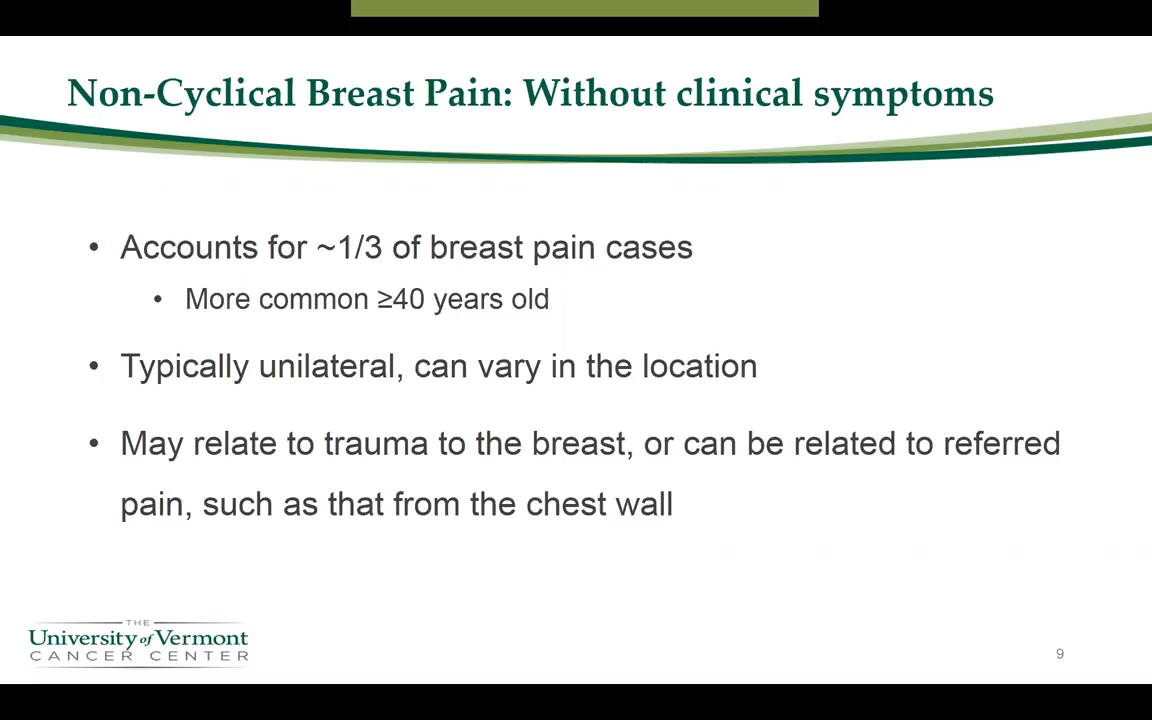 Non-Cyclical Breast Pain: Without clinical symptoms
• Accounts for ~1/3 of breast pain cases
• More common ≥40 years old
• Typically unilateral, can vary in the location
• May relate to trauma to the breast, or can be related to referred
pain, such as that from the chest wall
THE
University of Vermont
CANCER CENTER
9